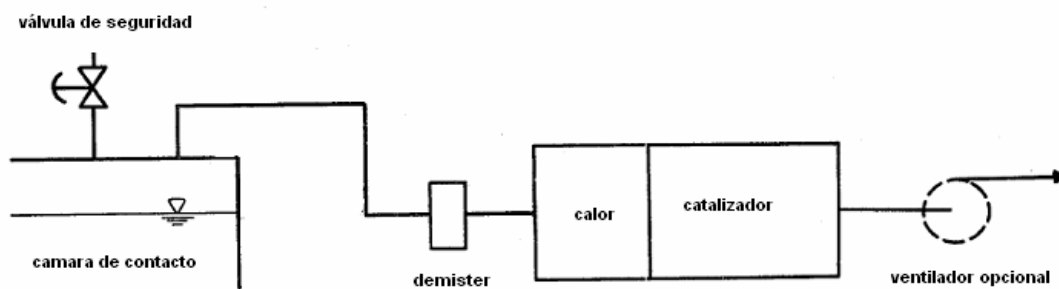 válvula de seguridad
calor
catalizador
camara de contacto
demister
ventilador opcional